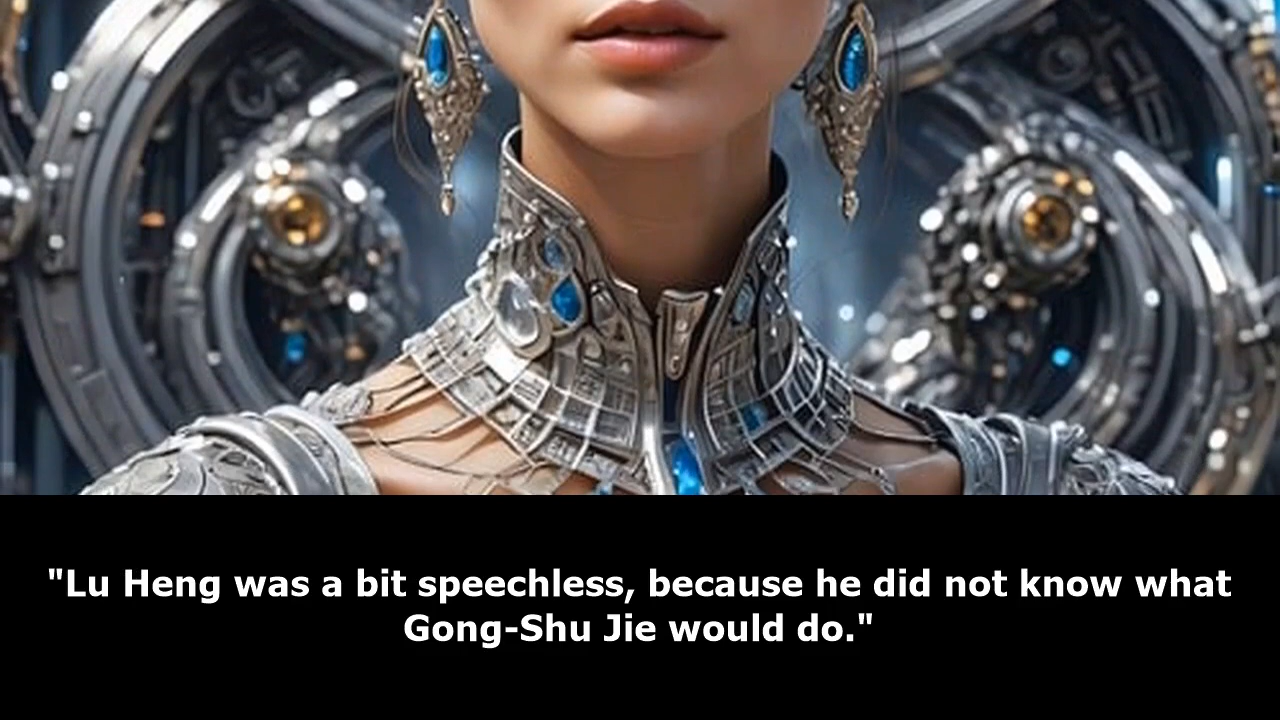 "Lu Heng was a bit speechless, because he did not know what
Gong-Shu Jie would do."